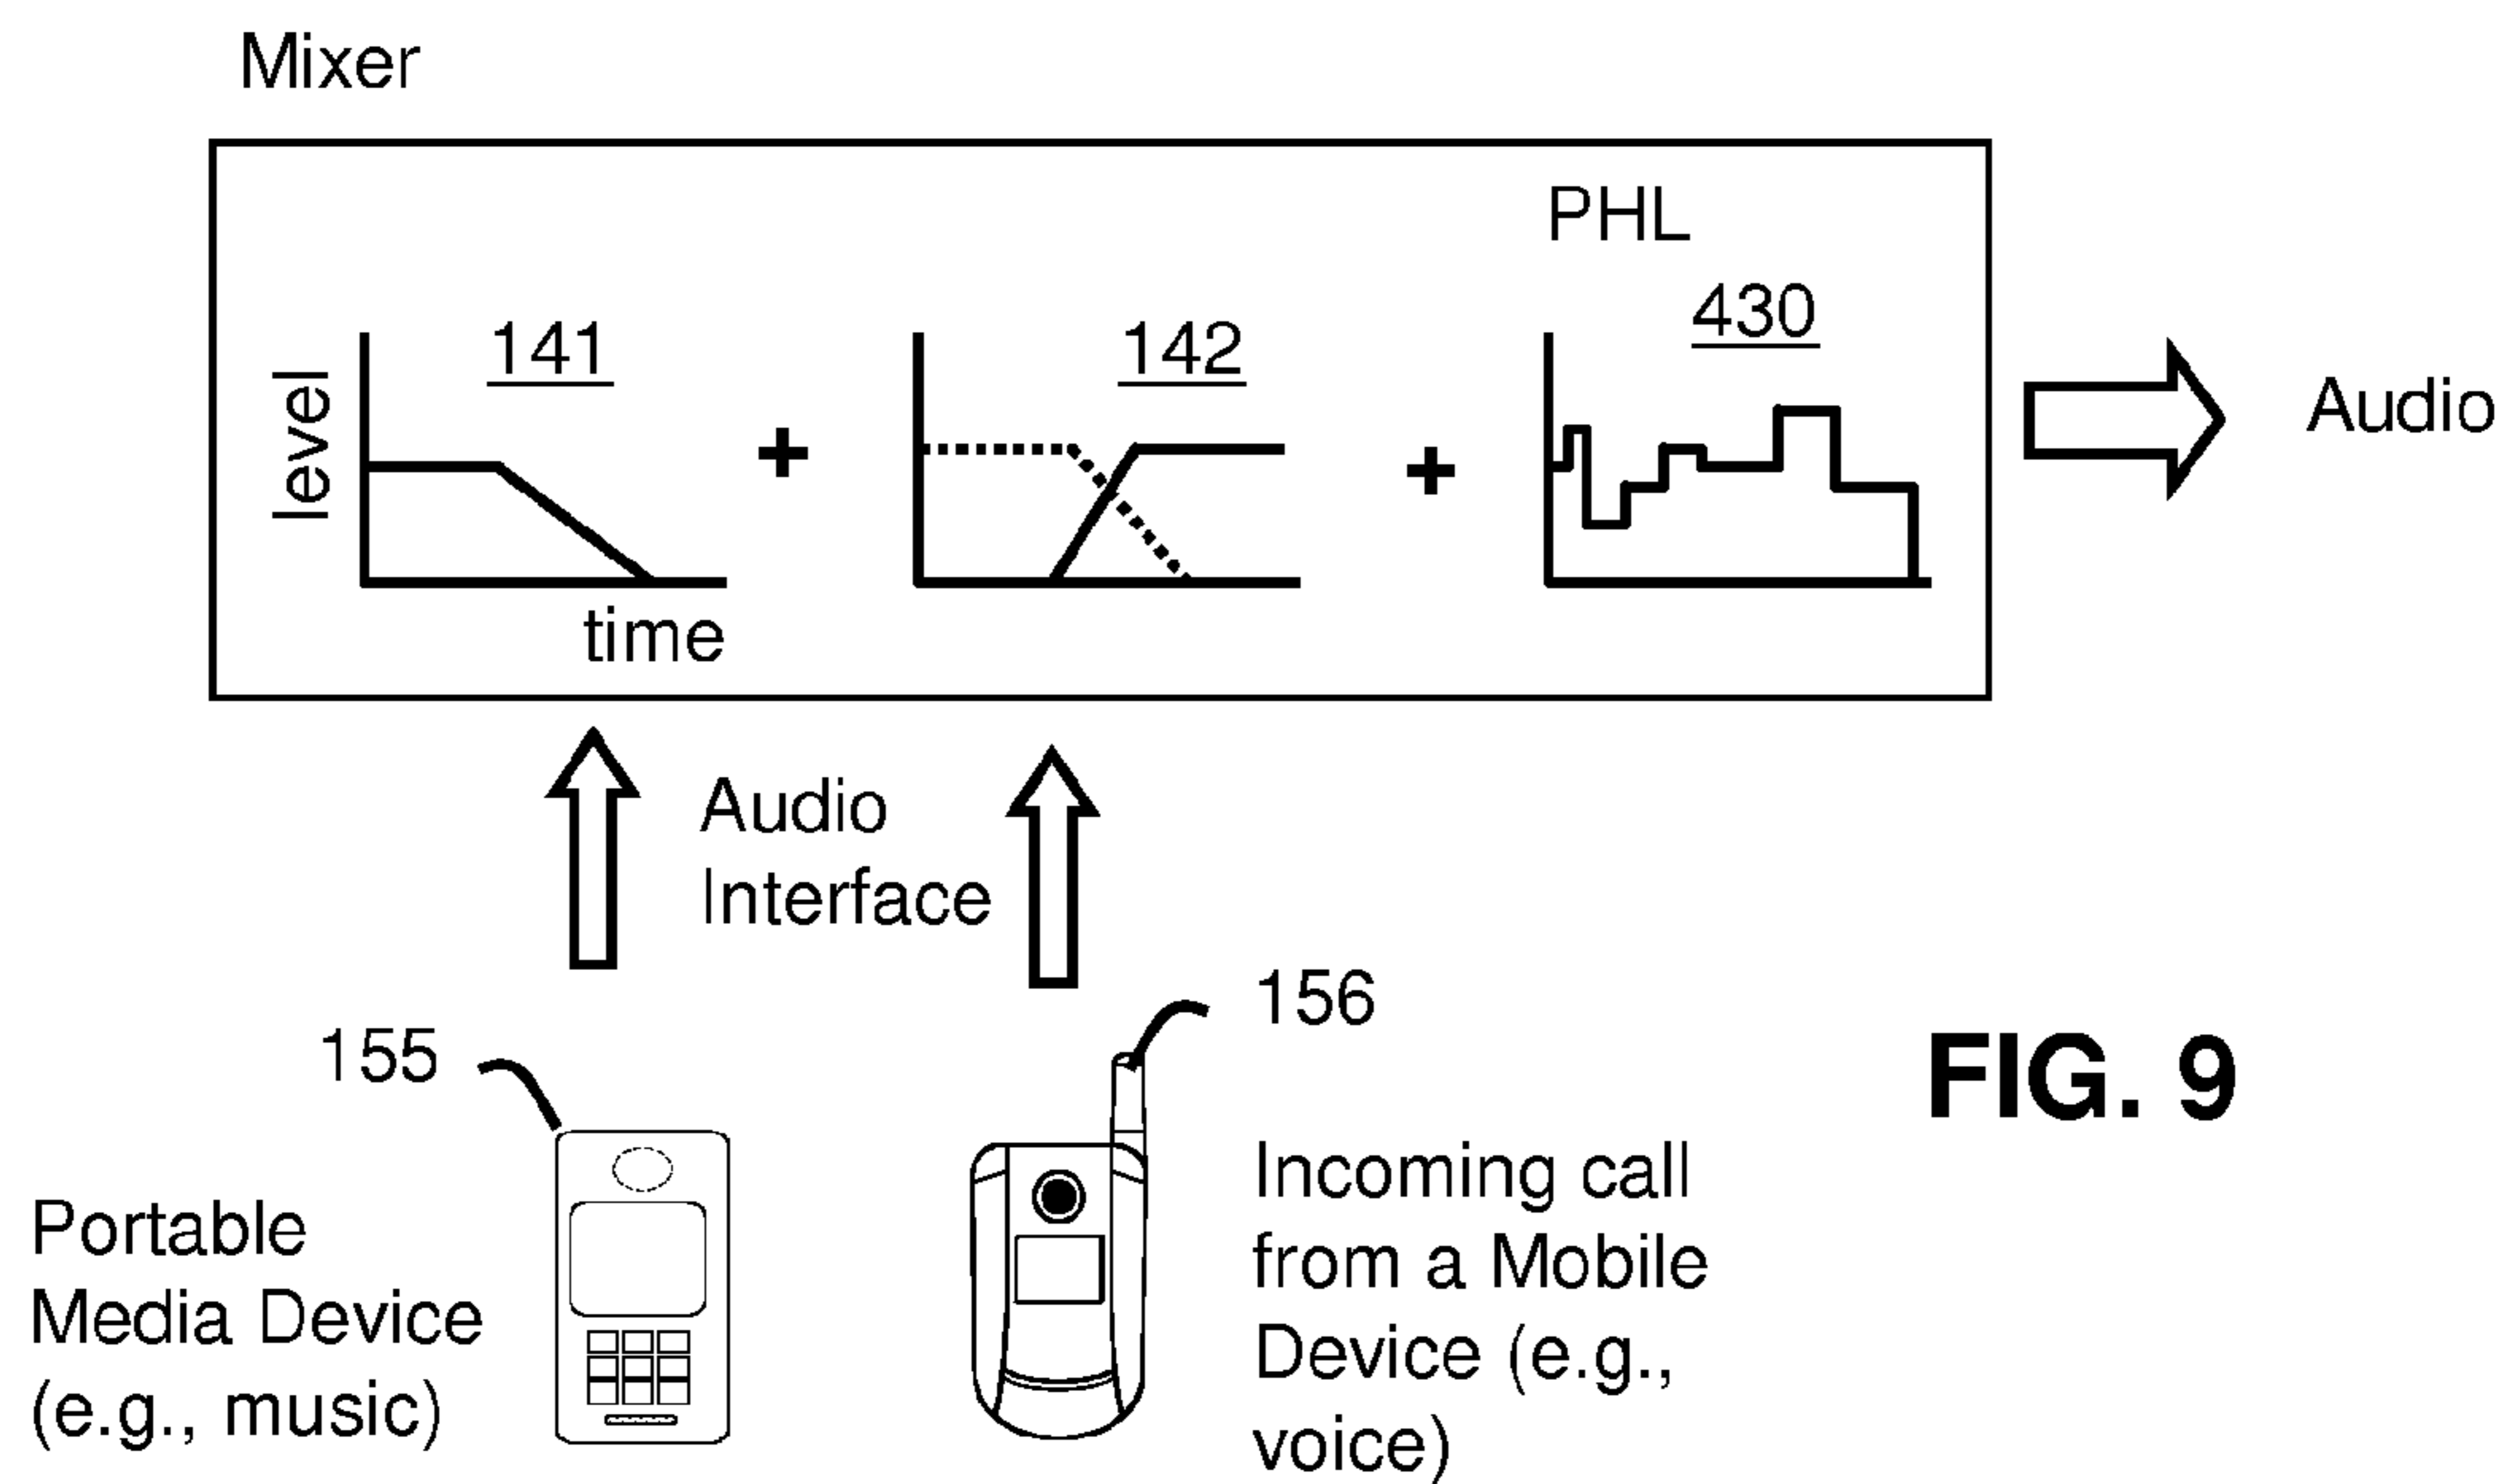 Mixer
PHL
430
141
142
level
time
+
+
Audio
Audio
Interface
155
156
Portable
Media Device
(e.g., music)
Incoming call
from a Mobile
Device (e.g.,
voice)
FIG. 9